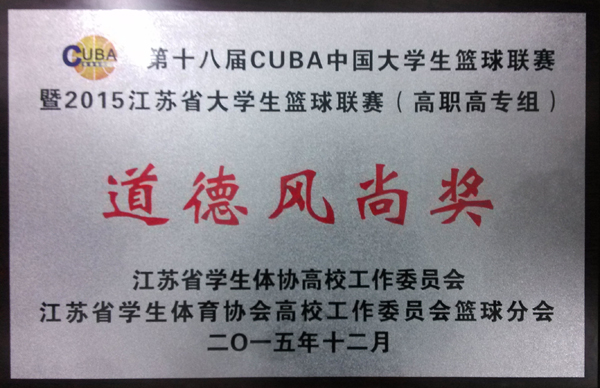 CUBA 第十八届CUBA中国大学生篮球联赛
暨2015江苏省大学生篮球联赛（高职高专组）
道德风尚奖
江苏省学生体协高校工作委员会
江苏省学生体育协会高校工作委员会篮球分会
二〇一五年十二月